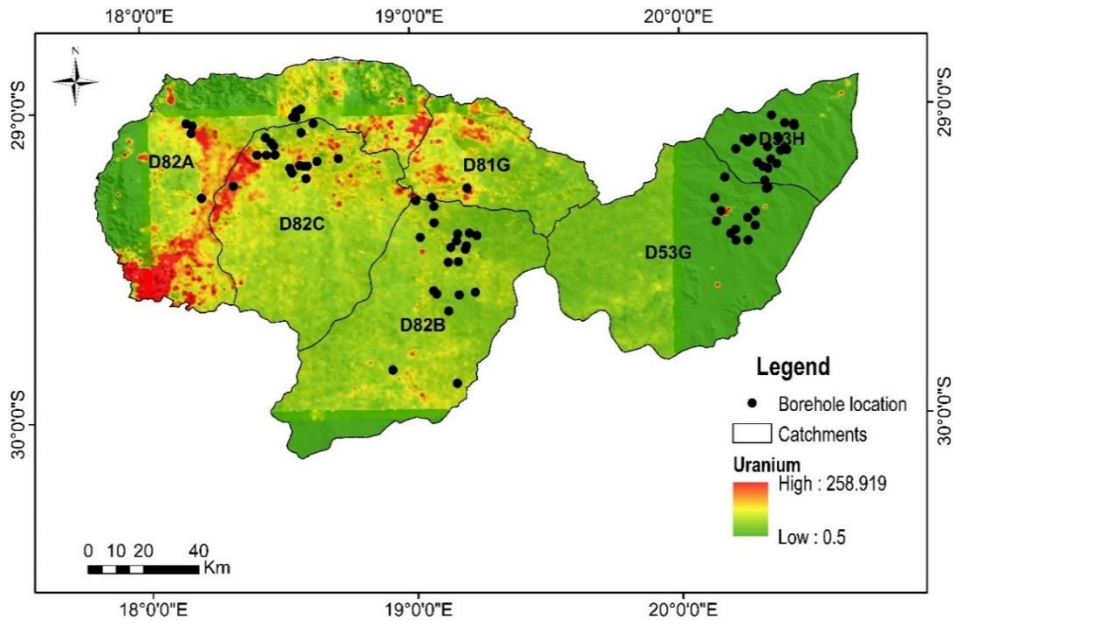 18°0'0"E 19°0'0"E 20°0'0"E
N
29°0'0"S 29°0'0"S
D53H
D82A D81G
D82C
D53G
D82B
Legend
Borehole location
Catchments
Uranium
High : 258.919
Low : 0.5
30°0'0"S 30°0'0"S
0 10 20 40
Km
18°0'0"E 19°0'0"E 20°0'0"E